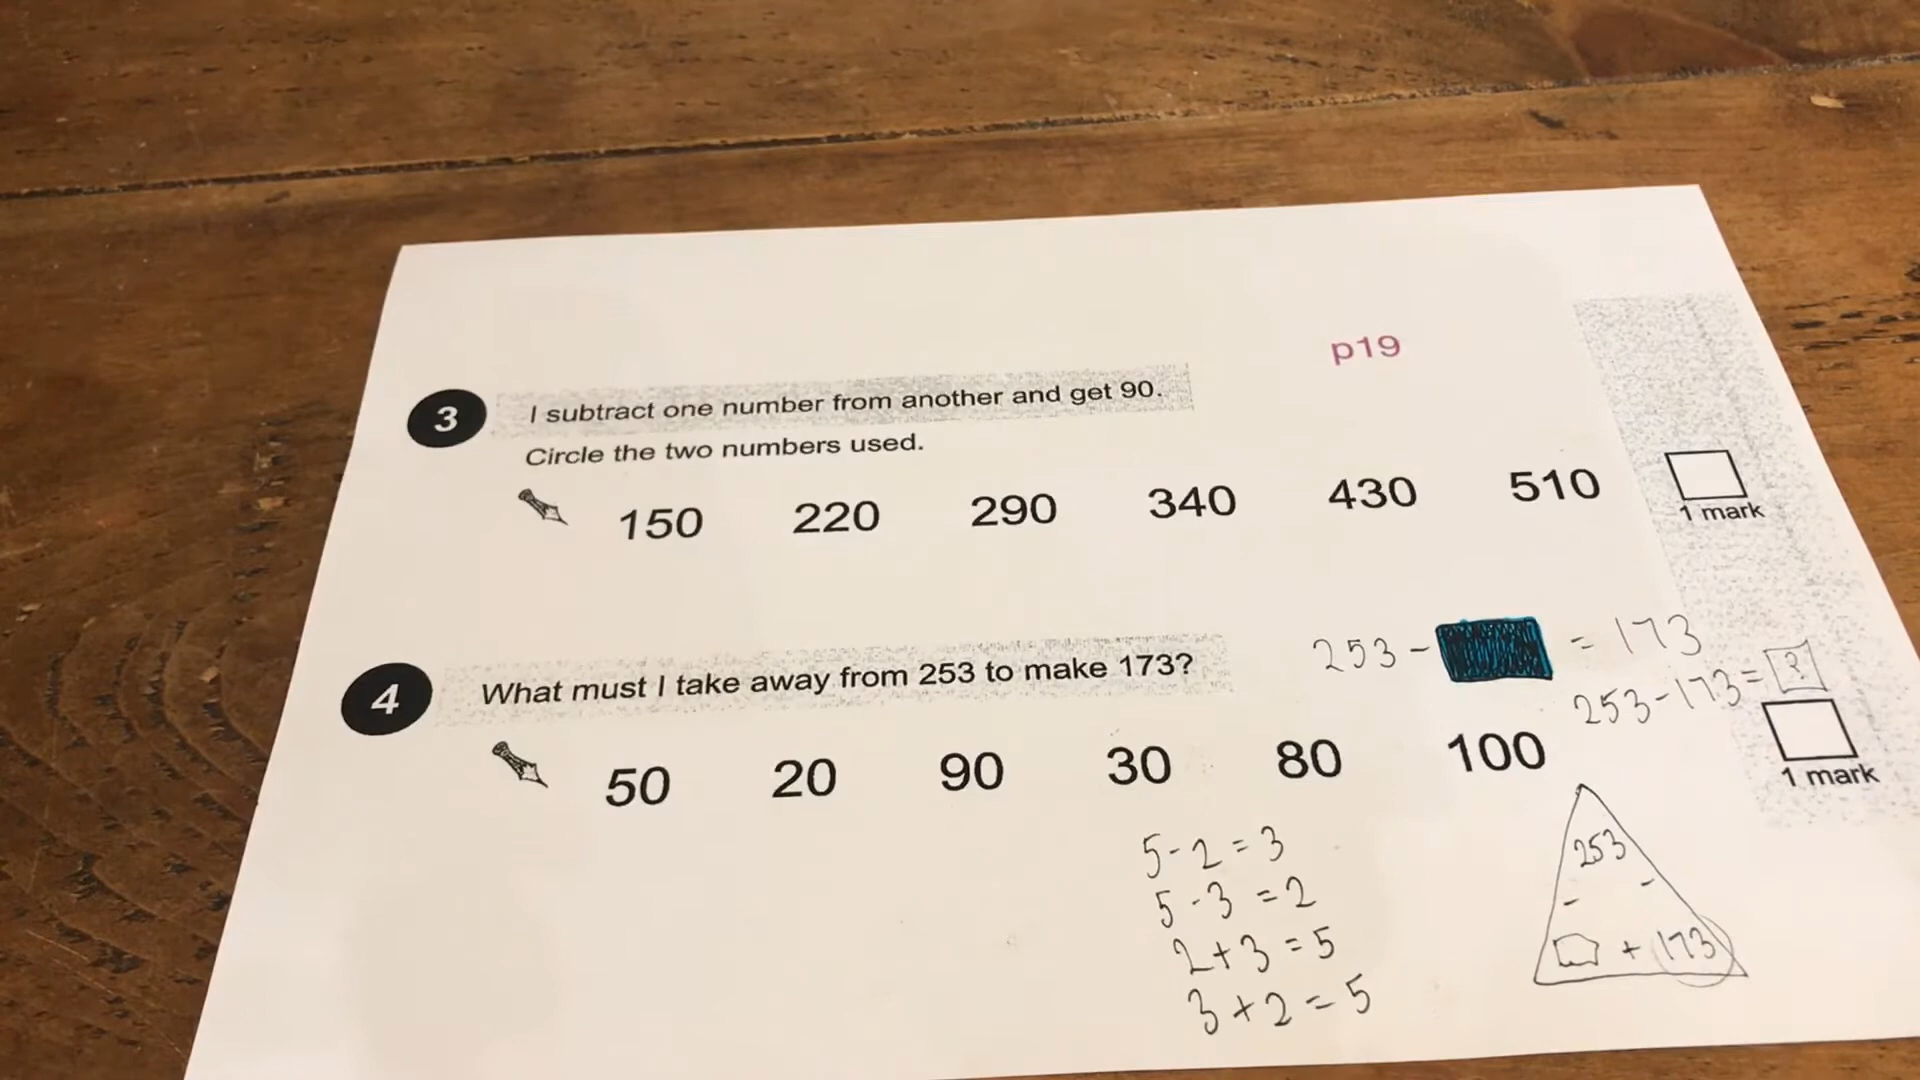 p19
3 I subtract one number from another and get 90.
Circle the two numbers used.
150 220 290 340 430 510
1 mark
253 - = 173
4 What must I take away from 253 to make 173?
253-173= ?
50 20 90 30 80 100
1 mark
5-2=3
5-3=2
2+3=5
3+2=5
253
- -
+ 173